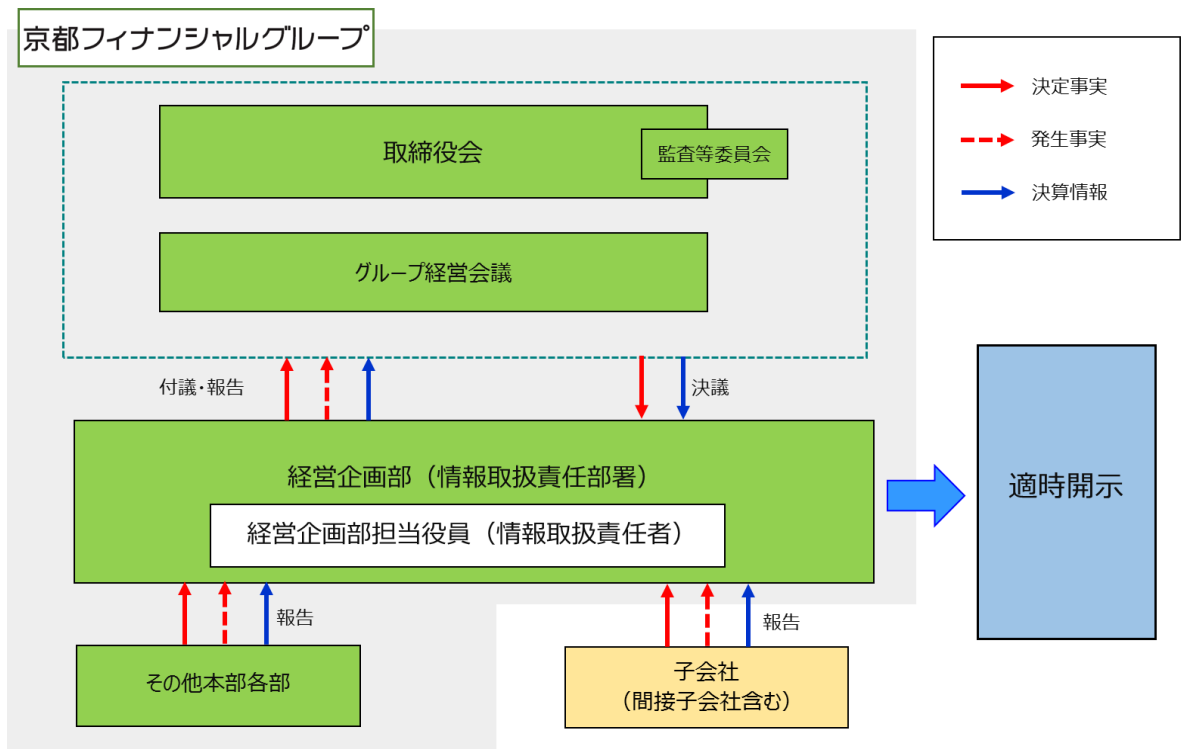 京都フィナンシャルグループ
取締役会
監査等委員会
グループ経営会議
決定事実
発生事実
決算情報
付議・報告
決議
経営企画部（情報取扱責任部署）
経営企画部担当役員（情報取扱責任者）
適時開示
報告
報告
その他本部各部
子会社
（間接子会社含む）